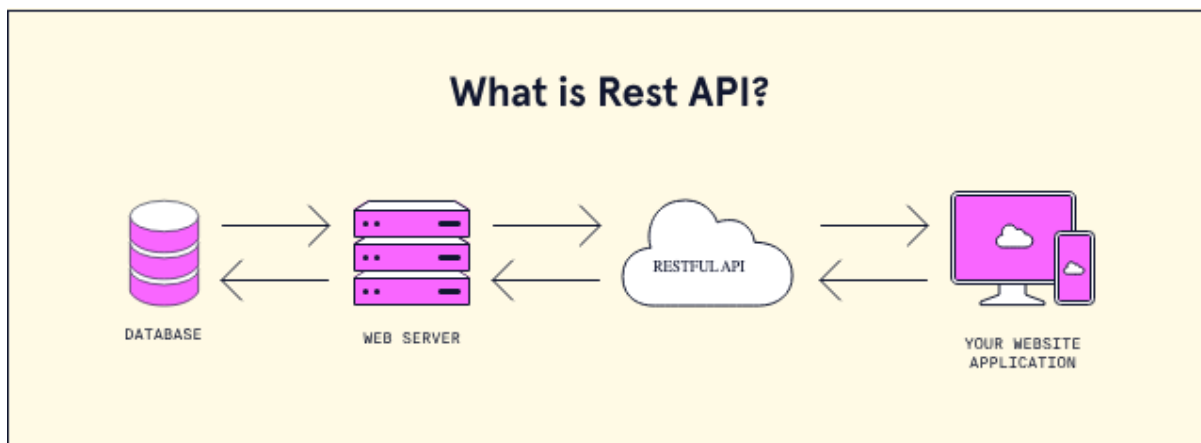 What is Rest API?
RESTFUL API
DATABASE
WEB SERVER
YOUR WEBSITE
APPLICATION